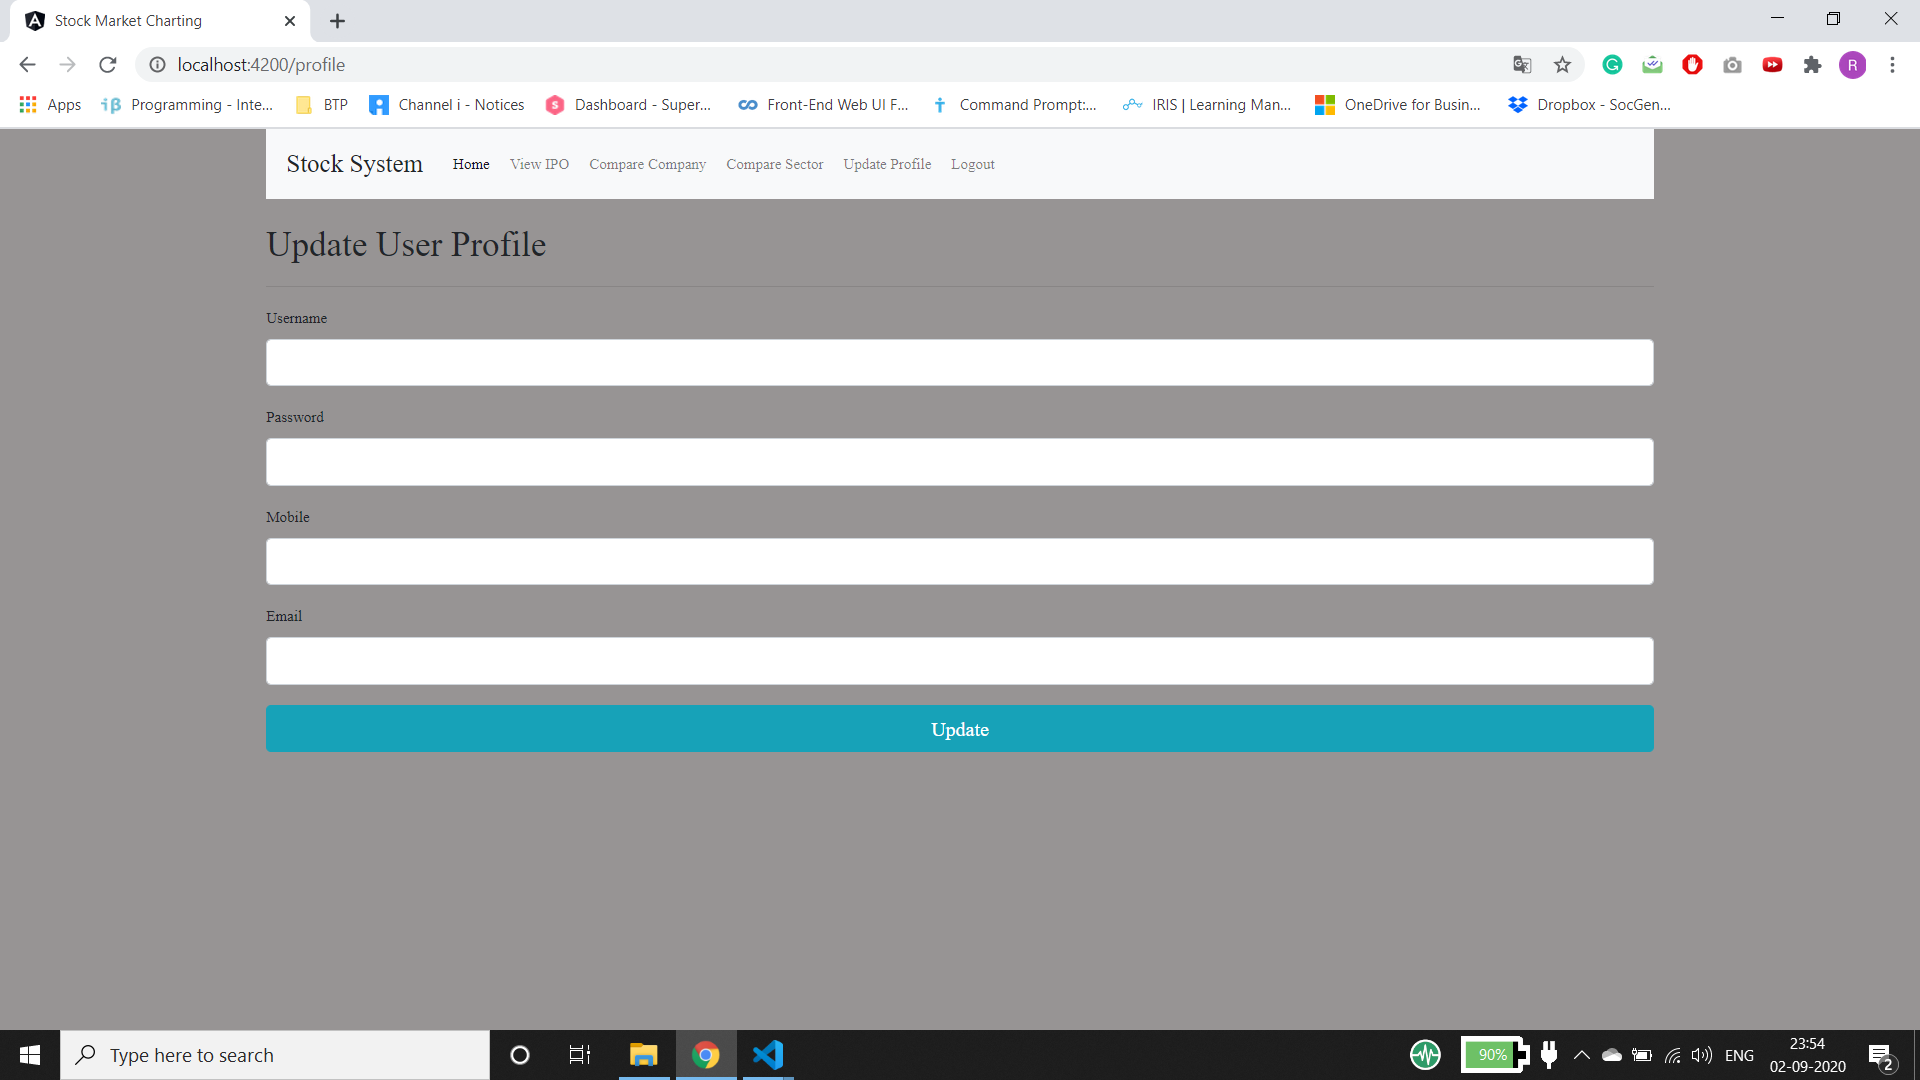 Stock Market Charting
localhost:4200/profile
R
Apps Programming - Inte... BTP Channel i - Notices Dashboard - Super... Front-End Web UI F... Command Prompt:... IRIS | Learning Man... OneDrive for Busin... Dropbox - SocGen...
Stock System Home View IPO Compare Company Compare Sector Update Profile Logout
Update User Profile
Username
Password
Mobile
Email
Update
Type here to search
90%
ENG
23:54
02-09-2020
2